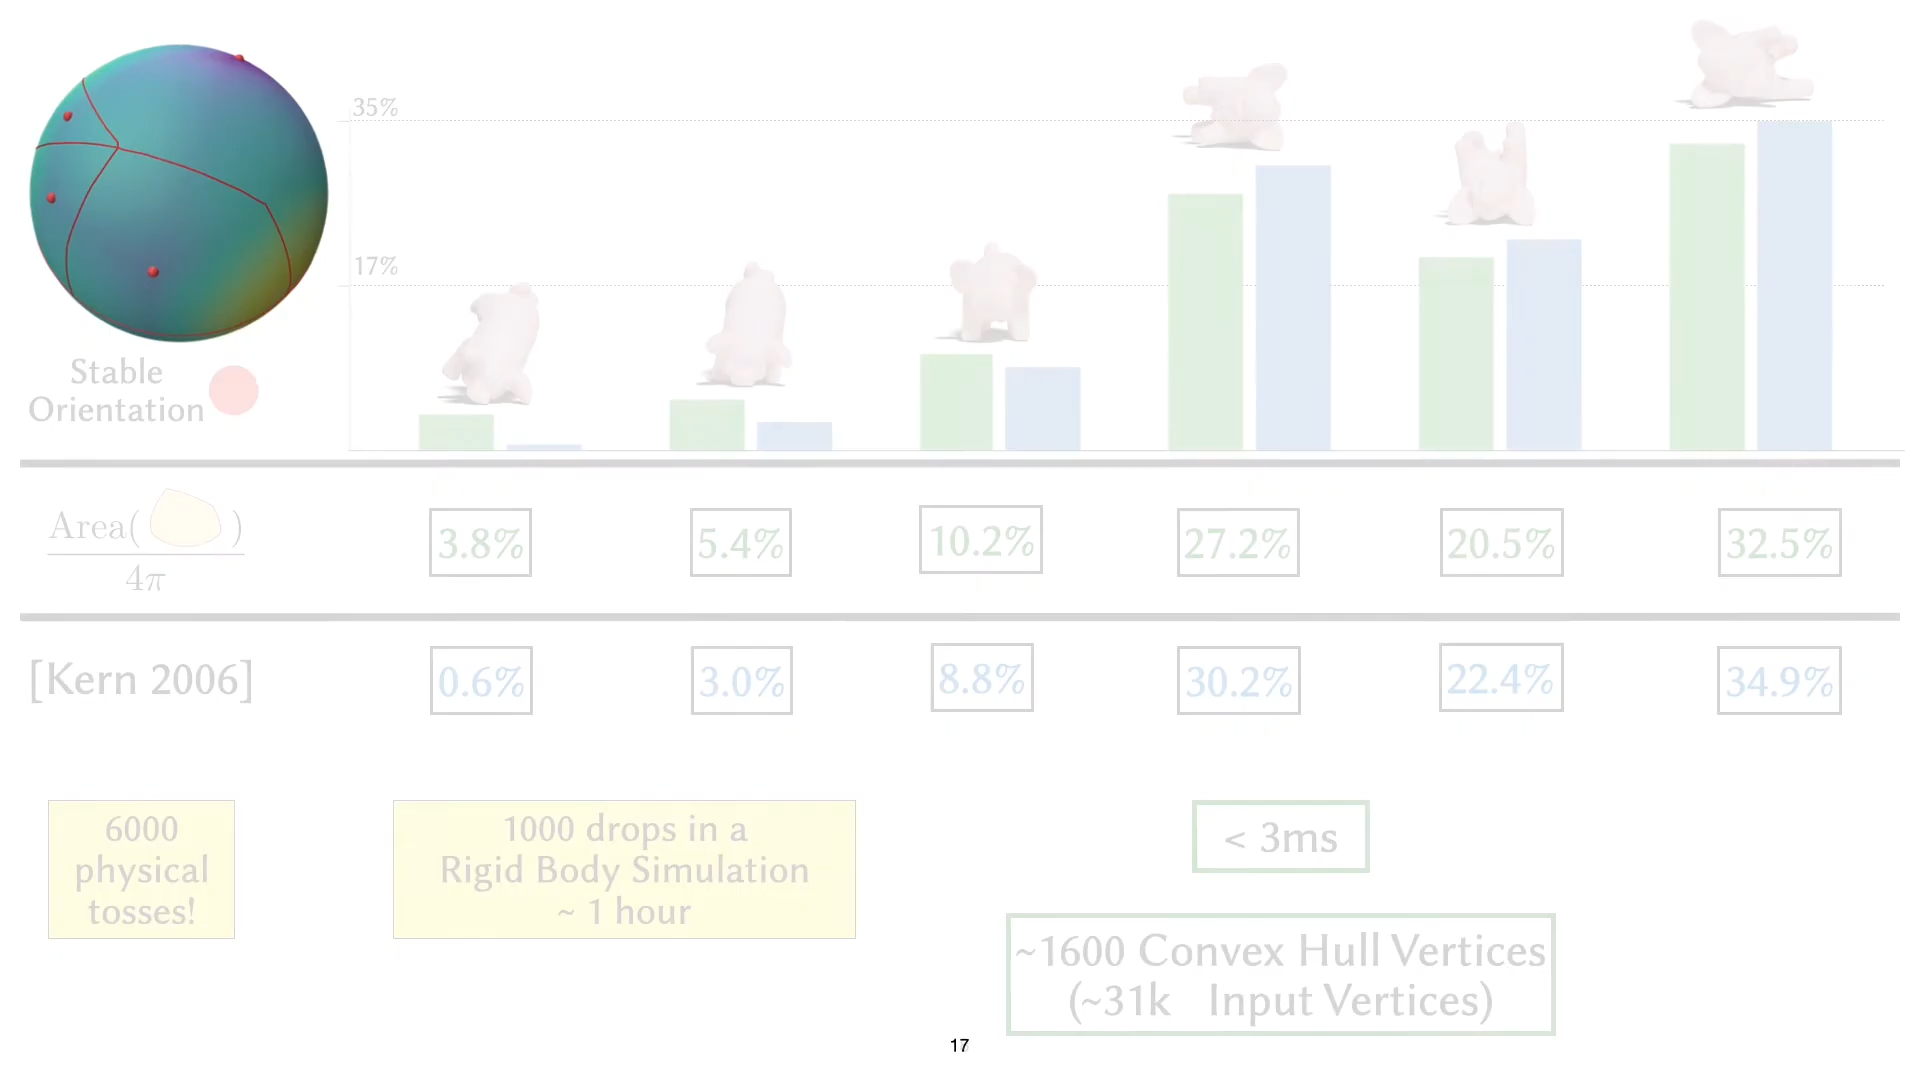 35%
17%
Stable
Orientation
Area( )
4π
3.8%
5.4%
10.2%
27.2%
20.5%
32.5%
[Kern 2006]
0.6%
3.0%
8.8%
30.2%
22.4%
34.9%
6000
physical
tosses!
1000 drops in a
Rigid Body Simulation
~ 1 hour
< 3ms
~1600 Convex Hull Vertices
(~31k Input Vertices)
17